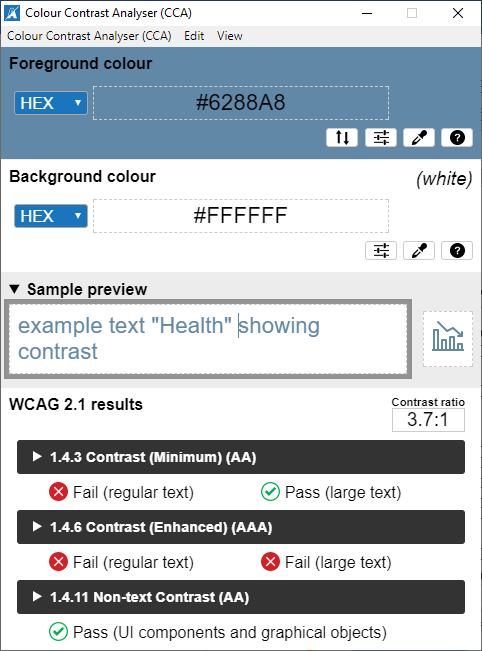 Colour Contrast Analyser (CCA)
Colour Contrast Analyser (CCA) Edit View
Foreground colour
HEX #6288A8
Background colour
(white)
HEX #FFFFFF
Sample preview
example text "Health" showing
contrast
WCAG 2.1 results
Contrast ratio
3.7:1
1.4.3 Contrast (Minimum) (AA)
Fail (regular text) Pass (large text)
1.4.6 Contrast (Enhanced) (AAA)
Fail (regular text) Fail (large text)
1.4.11 Non-text Contrast (AA)
Pass (UI components and graphical objects)